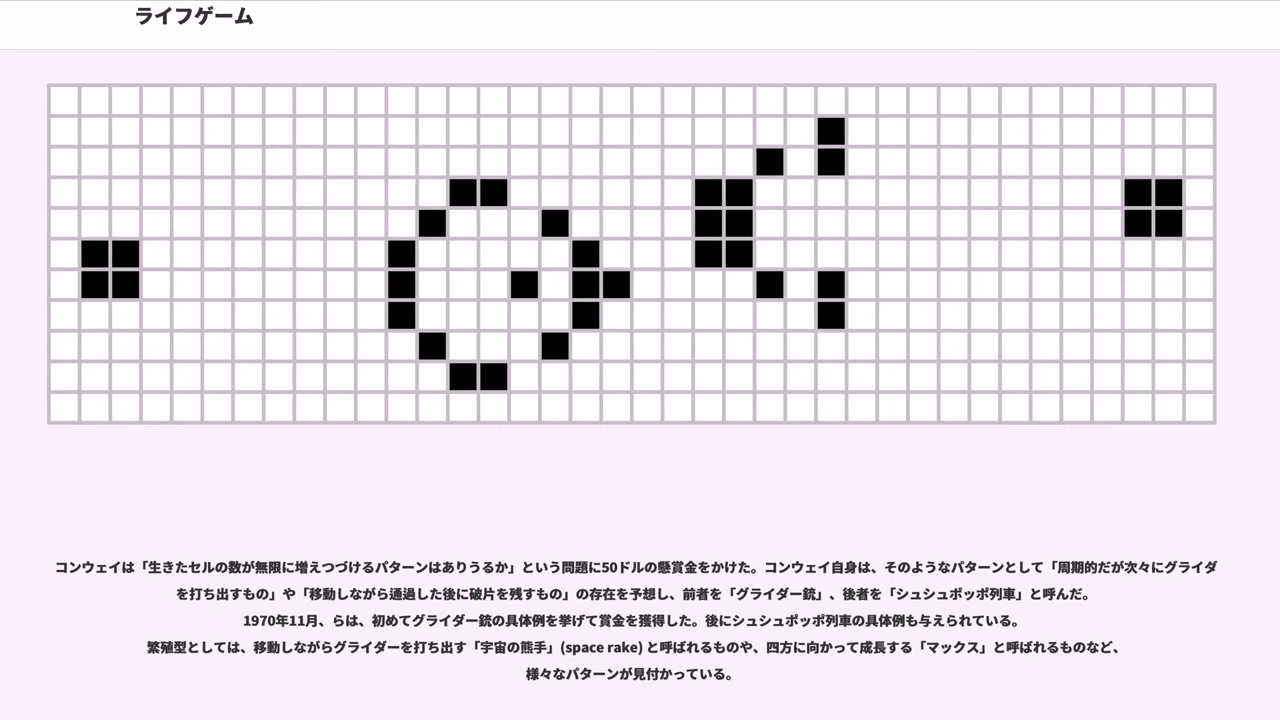 ライフゲーム
コンウェイは「生きたセルの数が無限に増えつづけるパターンはありうるか」という問題に50ドルの懸賞金をかけた。コンウェイ自身は、そのようなパターンとして「周期的だが次々にグライダ
を打ち出すもの」や「移動しながら通過した後に破片を残すもの」の存在を予想し、前者を「グライダー銃」、後者を「シュシュポッポ列車」と呼んだ。
1970年11月、らは、初めてグライダー銃の具体例を挙げて賞金を獲得した。後にシュシュポッポ列車の具体例も与えられている。
繁殖型としては、移動しながらグライダーを打ち出す「宇宙の熊手」(space rake) と呼ばれるものや、四方に向かって成長する「マックス」と呼ばれるものなど、
様々なパターンが見付かっている。